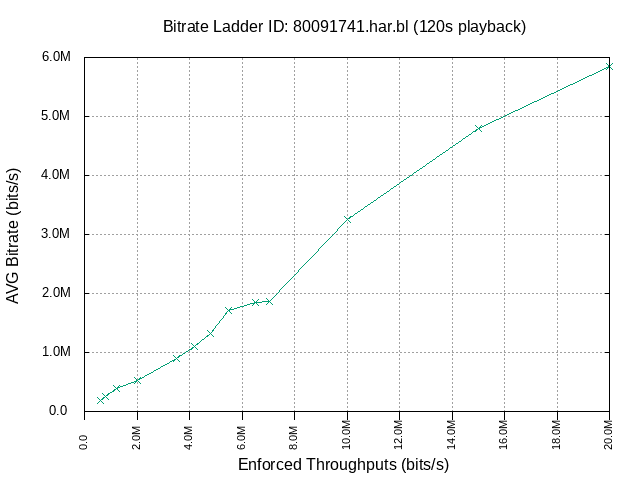 Bitrate Ladder ID: 80091741.har.bl (120s playback)
6.0M
5.0M
4.0M
3.0M
2.0M
1.0M
0.0
AVG Bitrate (bits/s)
0.0 2.0M 4.0M 6.0M 8.0M 10.0M 12.0M 14.0M 16.0M 18.0M 20.0M
Enforced Throughputs (bits/s)